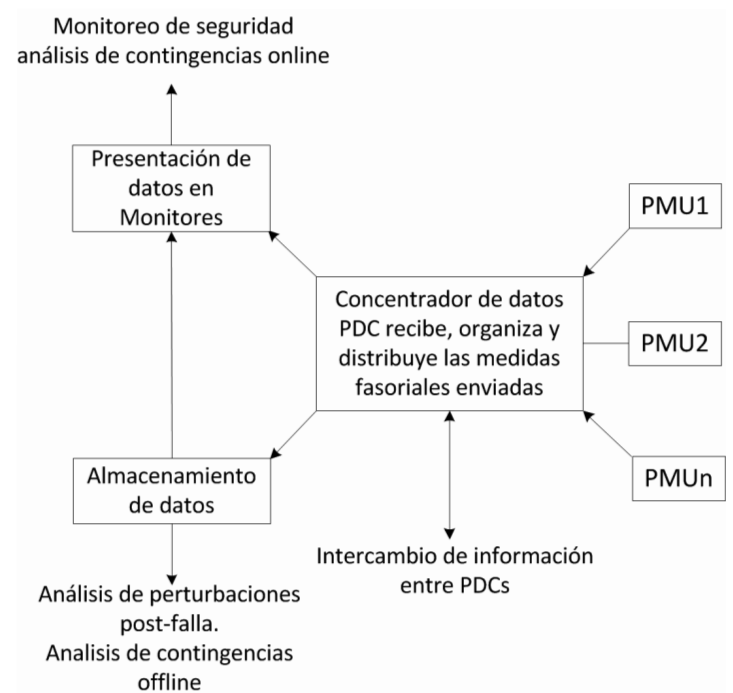 Monitoreo de seguridad
análisis de contingencias online
Presentación de
datos en
Monitores
PMU1
Concentrador de datos
PDC recibe, organiza y
distribuye las medidas
fasoriales enviadas
PMU2
Almacenamiento
de datos
PMUn
Intercambio de información
entre PDCs
Análisis de perturbaciones
post-falla.
Analisis de contingencias
offline